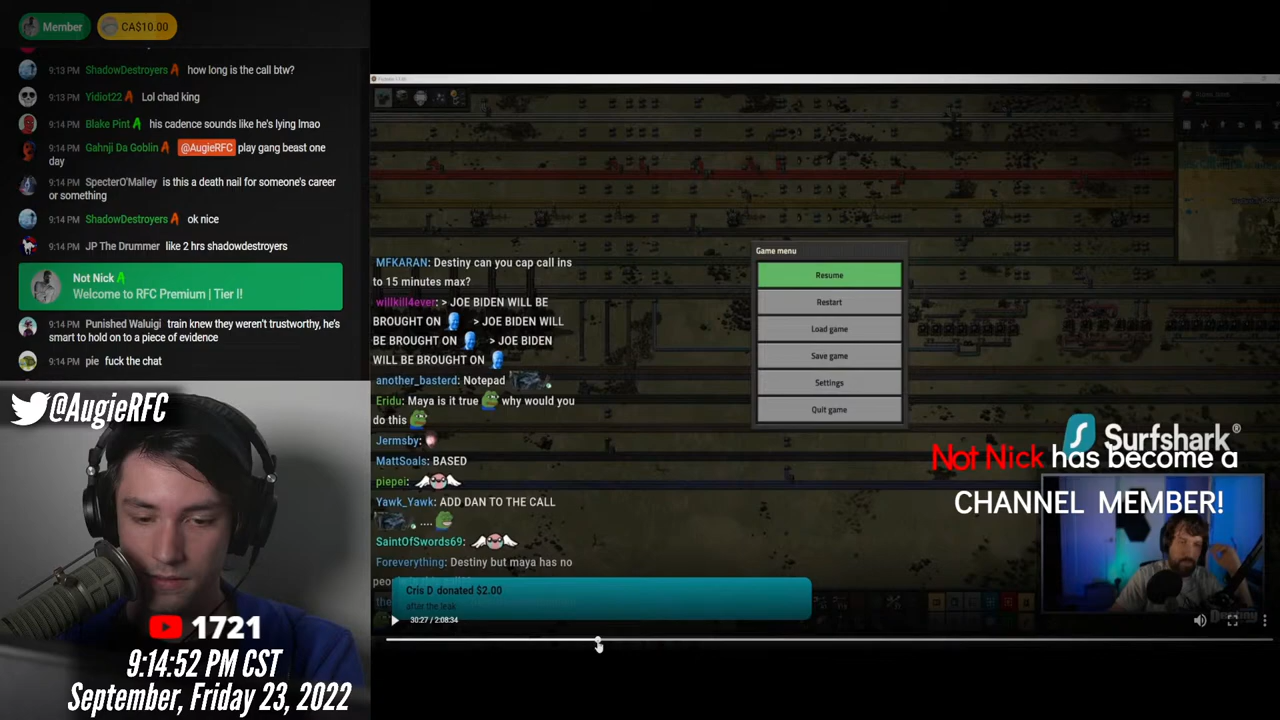 Member
CA$10.00
9:13 PM ShadowDestroyers how long is the call btw?
9:13 PM Yidiot22 Lol chad king
9:14 PM Blake Pint his cadence sounds like he's lying lmao
9:14 PM Gahnji Da Goblin @AugieRFC play gang beast one
day
9:14 PM SpecterO'Malley is this a death nail for someone's career
or something
9:14 PM ShadowDestroyers ok nice
9:14 PM JP The Drummer like 2 hrs shadowdestroyers
Not Nick
Welcome to RFC Premium | Tier I!
9:14 PM Punished Waluigi train knew they weren't trustworthy, he's
smart to hold on to a piece of evidence
9:14 PM pie fuck the chat
@AugieRFC
1721
9:14:52 PM CST
September, Friday 23, 2022
MFKARAN: Destiny can you cap call ins
to 15 minutes max?
willkill4ever: > JOE BIDEN WILL BE
BROUGHT ON > JOE BIDEN WILL
BE BROUGHT ON > JOE BIDEN
WILL BE BROUGHT ON
another_basterd: Notepad
Eridu: Maya is it true why would you
do this
Jermsby:
MattSoals: BASED
piepei:
Yawk_Yawk: ADD DAN TO THE CALL
....
SaintOfSwords69:
Foreverything: Destiny but maya has no
Cris D donated $2.00
after the leak
30:27 / 2:08:34
Game menu
Resume
Restart
Load game
Save game
Settings
Quit game
Surfshark®
Not Nick has become a
CHANNEL MEMBER!
Destiny